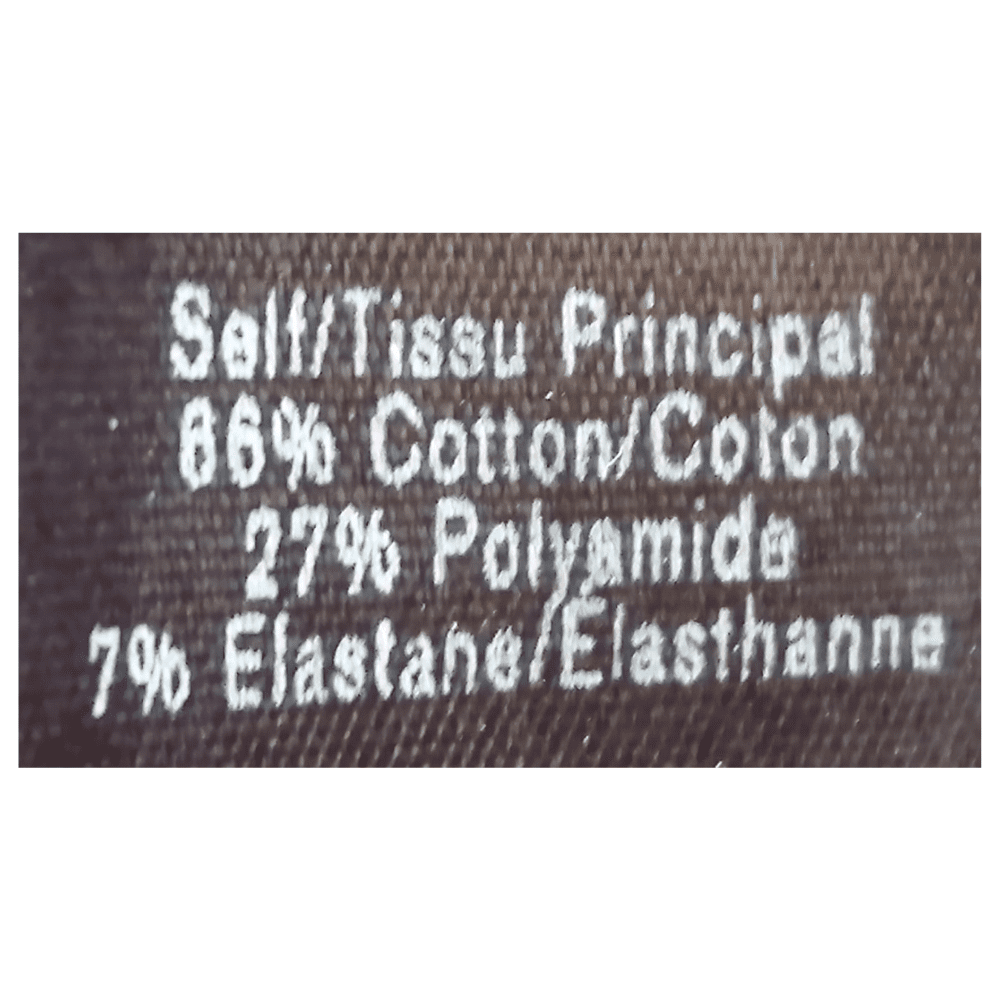 Self/Tissu Principal
66% Cotton/Coton
27% Polyamide
7% Elastane/Élasthanne